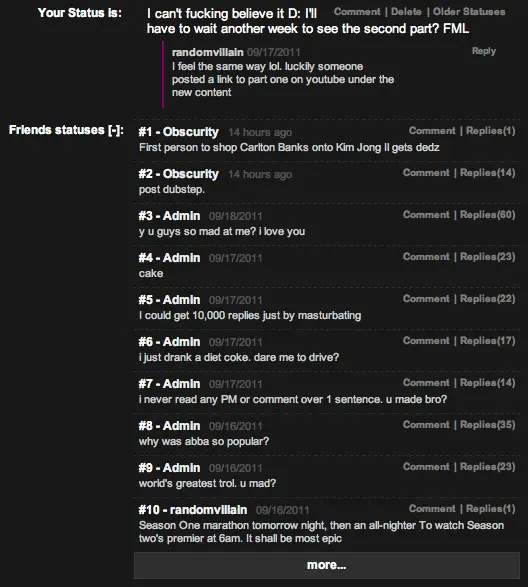 Your Status is:
I can't fucking believe it D: I'll have to wait another week to see the second part? FML
Comment | Delete | Older Statuses
randomvillain 09/17/2011
Reply
I feel the same way lol. luckily someone
posted a link to part one on youtube under the
new content
Friends statuses [-]:
#1 - Obscurity 14 hours ago
Comment | Replies(1)
First person to shop Carlton Banks onto Kim Jong Il gets dedz
#2 - Obscurity 14 hours ago
Comment | Replies(14)
post dubstep.
#3 - Admin 09/18/2011
Comment | Replies(60)
y u guys so mad at me? i love you
#4 - Admin 09/17/2011
Comment | Replies(23)
cake
#5 - Admin 09/17/2011
Comment | Replies(22)
I could get 10,000 replies just by masturbating
#6 - Admin 09/17/2011
Comment | Replies(17)
i just drank a diet coke. dare me to drive?
#7 - Admin 09/17/2011
Comment | Replies(14)
i never read any PM or comment over 1 sentence. u made bro?
#8 - Admin 09/16/2011
Comment | Replies(35)
why was abba so popular?
#9 - Admin 09/16/2011
Comment | Replies(23)
world's greatest trol. u mad?
#10 - randomvillain 09/16/2011
Comment | Replies(1)
Season One marathon tomorrow night, then an all-nighter To watch Season
two's premier at 6am. It shall be most epic
more...